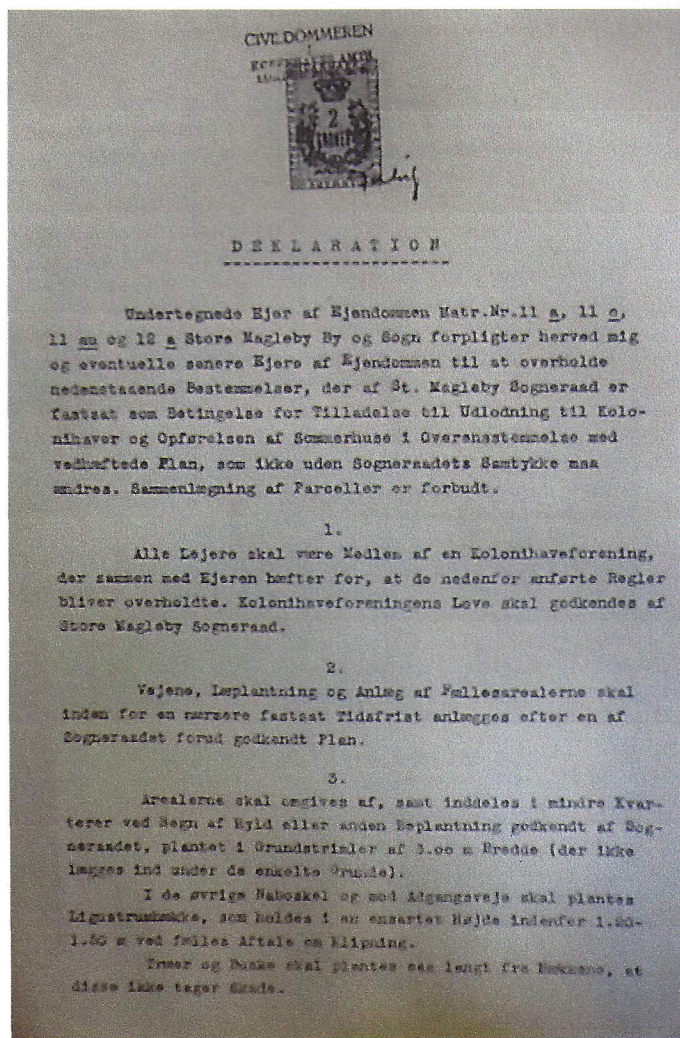 CIVILDOMMEREN
2
KRONER
DEKLARATION
Undertegnede Ejer af Ejendommen Matr.Nr.11 a, 11 c,
11 an og 12 a Store Magleby By og Sogn forpligter herved mig
og eventuelle senere Ejere af Ejendommen til at overholde
nedenstaaende Bestemmelser, der af St. Magleby Sogneraad er
fastsat som Betingelse for Tilladelse til Udlodning til Kolo-
nihaver og Opførelsen af Sommerhuse i Overensstemmelse med
vedhæftede Plan, som ikke uden Sogneraadets Samtykke maa
ændres. Sammenlægning af Parceller er forbudt.
1.
Alle Lejere skal være Medlem af en Kolonihaveforening,
der sammen med Ejeren hæfter for, at de nedenfor anførte Regler
bliver overholdte. Kolonihaveforeningens Love skal godkendes af
Store Magleby Sogneraad.
2.
Vejene, Læplantning og Anlæg af Fællesarealerne skal
inden for en nærmere fastsat Tidsfrist anlægges efter en af
Sogneraadet forud godkendt Plan.
3.
Arealerne skal omgives af, samt inddeles i mindre Kvar-
terer ved Hegn af Hyld eller anden Beplantning godkendt af Sog-
neraadet, plantet i Grundstrimler af 3.00 m Bredde (der ikke
lægges ind under de enkelte Grunde).
I de øvrige Naboskel og mod Adgangsveje skal plantes
Ligustrumhække, som holdes i en ensartet Højde indenfor
1.50 m ved fælles Aftale om Klipning.
Træer og Buske skal plantes saa langt fra Hækkene, at
disse ikke tager Skade.